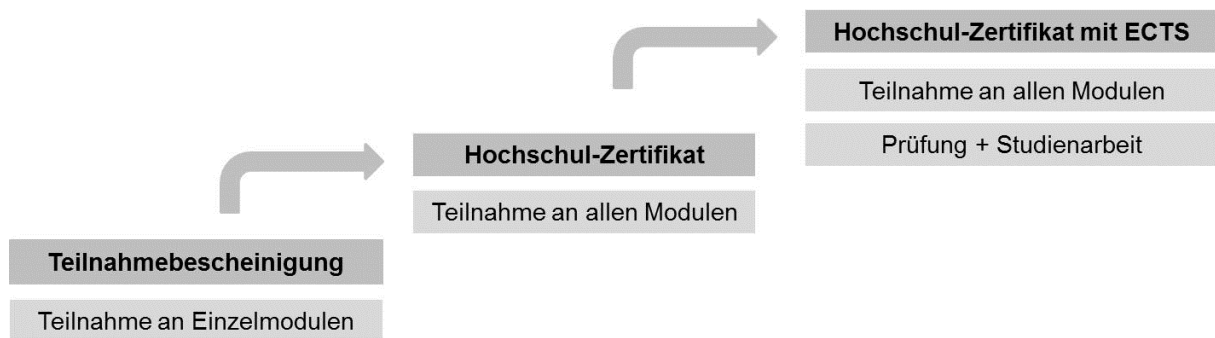 Hochschul-Zertifikat mit ECTS
Teilnahme an allen Modulen
Prüfung + Studienarbeit
Hochschul-Zertifikat
Teilnahme an allen Modulen
Teilnahmebescheinigung
Teilnahme an Einzelmodulen